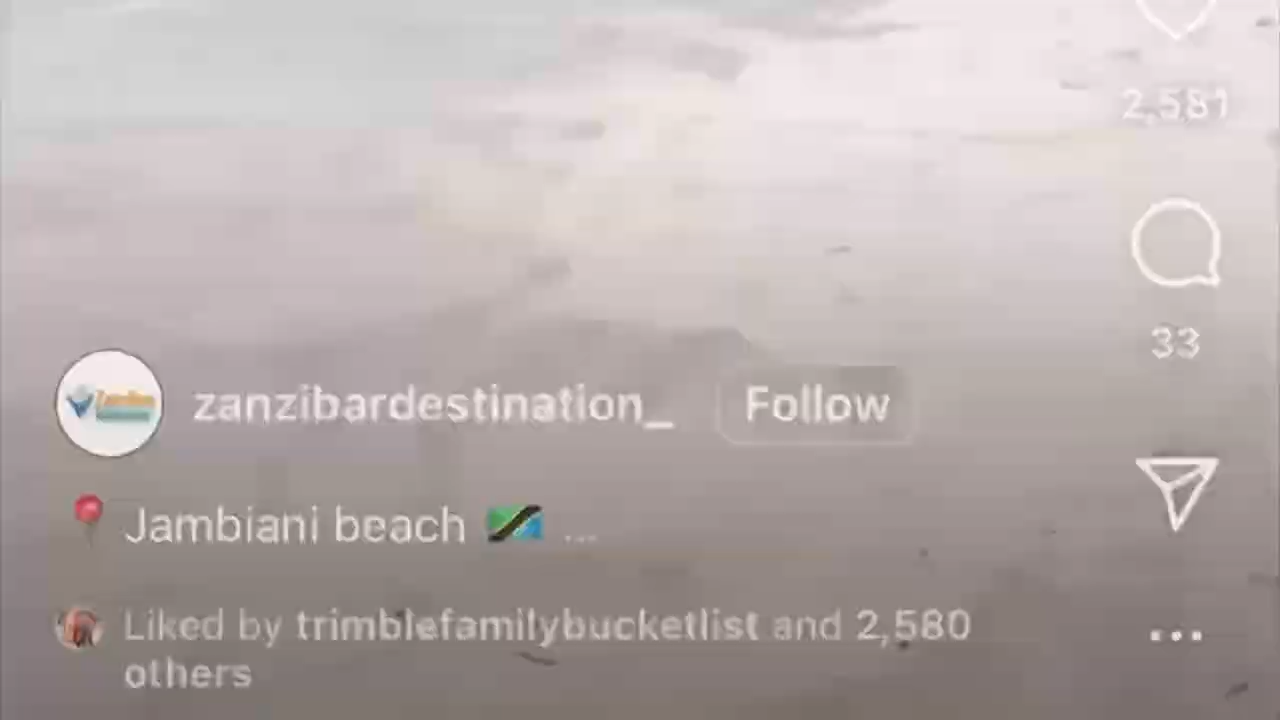 2,581
33
zanzibardestination_ Follow
Jambiani beach 🇹🇿 ...
Liked by trimblefamilybucketlist and 2,580
others